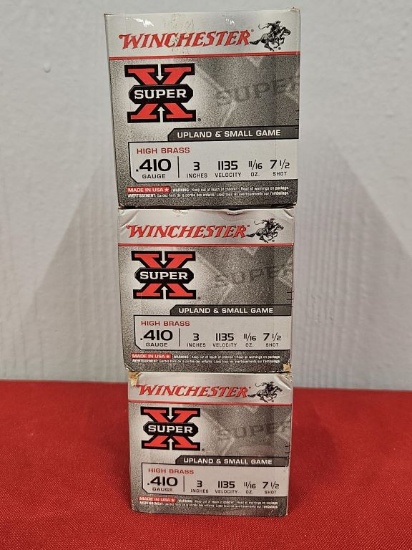 WINCHESTER
SUPER X
UPLAND & SMALL GAME
HIGH BRASS
.410 3 1135 11/16 7 1/2
GAUGE INCHES VELOCITY OZ. SHOT
MADE IN USA
WINCHESTER
SUPER X
UPLAND & SMALL GAME
HIGH BRASS
.410 3 1135 11/16 7 1/2
GAUGE INCHES VELOCITY OZ. SHOT
MADE IN USA
WINCHESTER
SUPER X
UPLAND & SMALL GAME
HIGH BRASS
.410 3 1135 11/16 7 1/2
GAUGE INCHES VELOCITY OZ. SHOT
MADE IN USA